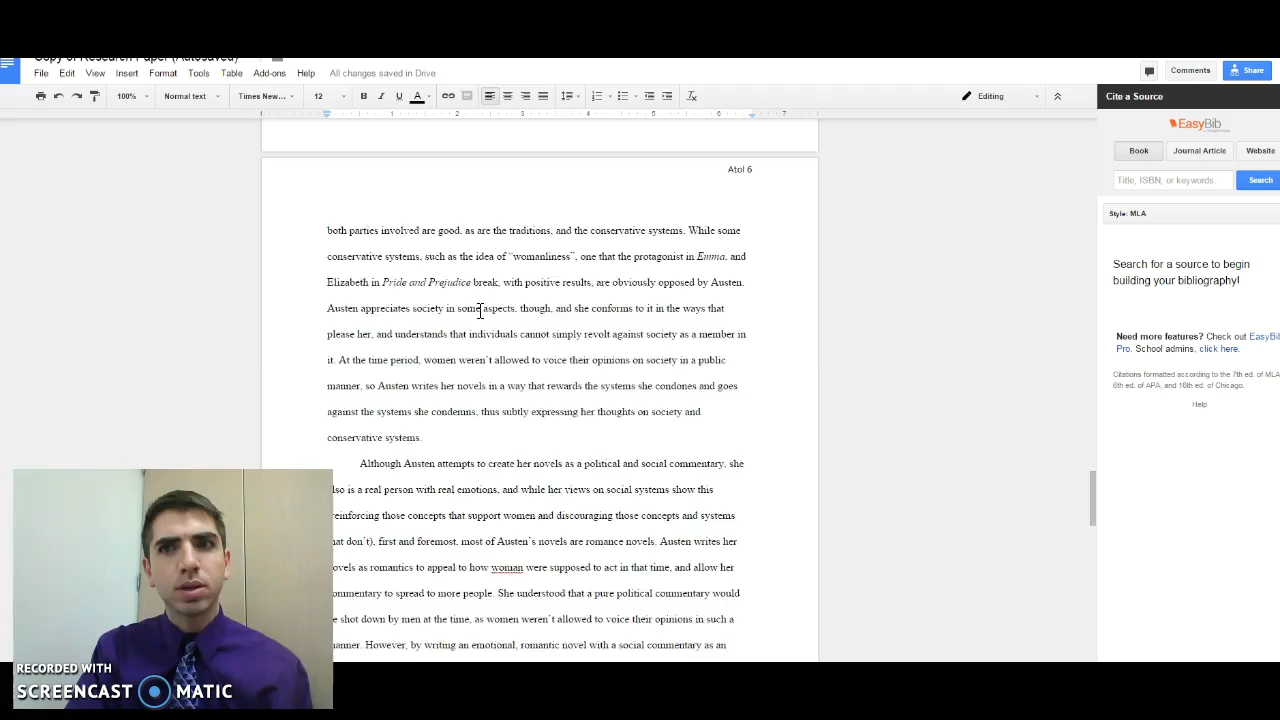 Copy of Research Paper (Autosaved)
File Edit View Insert Format Tools Table Add-ons Help All changes saved in Drive
Comments Share
100% Normal text Times New... 12 B I U A Editing
Cite a Source
1 1 2 3 4 5 6 7
EasyBib
Book Journal Article Website
Title, ISBN, or keywords. Search
Style: MLA
Search for a source to begin
building your bibliography!
Need more features? Check out EasyBib
Pro. School admins, click here.
Citations formatted according to the 7th ed. of MLA
6th ed. of APA, and 16th ed. of Chicago.
Help
Atol 6
both parties involved are good, as are the traditions, and the conservative systems. While some
conservative systems, such as the idea of “womanliness”, one that the protagonist in Emma, and
Elizabeth in Pride and Prejudice break, with positive results, are obviously opposed by Austen.
Austen appreciates society in some aspects, though, and she conforms to it in the ways that
please her, and understands that individuals cannot simply revolt against society as a member in
it. At the time period, women weren’t allowed to voice their opinions on society in a public
manner, so Austen writes her novels in a way that rewards the systems she condones and goes
against the systems she condemns, thus subtly expressing her thoughts on society and
conservative systems.
Although Austen attempts to create her novels as a political and social commentary, she
lso is a real person with real emotions, and while her views on social systems show this
reinforcing those concepts that support women and discouraging those concepts and systems
hat don’t), first and foremost, most of Austen’s novels are romance novels. Austen writes her
ovels as romantics to appeal to how woman were supposed to act in that time, and allow her
ommentary to spread to more people. She understood that a pure political commentary would
e shot down by men at the time, as women weren’t allowed to voice their opinions in such a
anner. However, by writing an emotional, romantic novel with a social commentary as an
RECORDED WITH
SCREENCAST MATIC